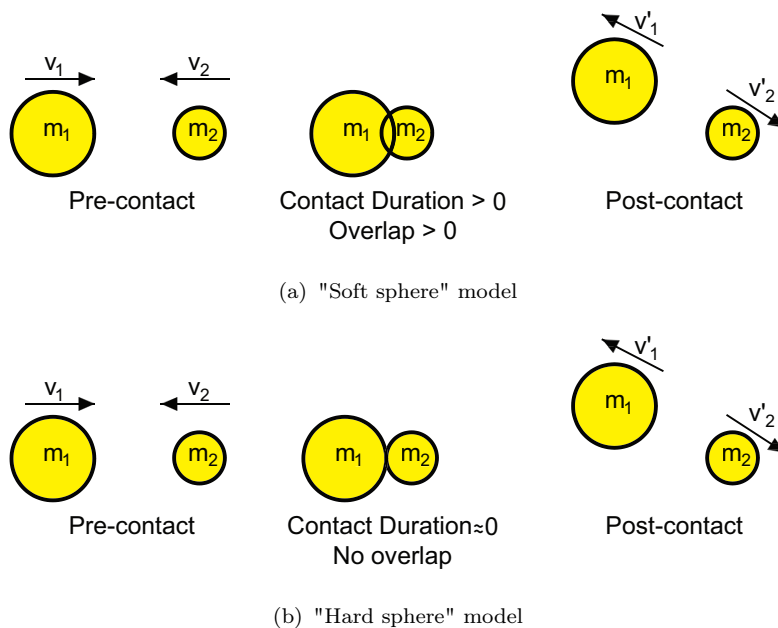 v₁ v₂ v'₁
m₁ m₂ m₁ m₂ m₁ v'₂ m₂
Pre-contact Contact Duration > 0 Post-contact
Overlap > 0
(a) "Soft sphere" model
v₁ v₂ v'₁
m₁ m₂ m₁ m₂ m₁ v'₂ m₂
Pre-contact Contact Duration≈0 Post-contact
No overlap
(b) "Hard sphere" model